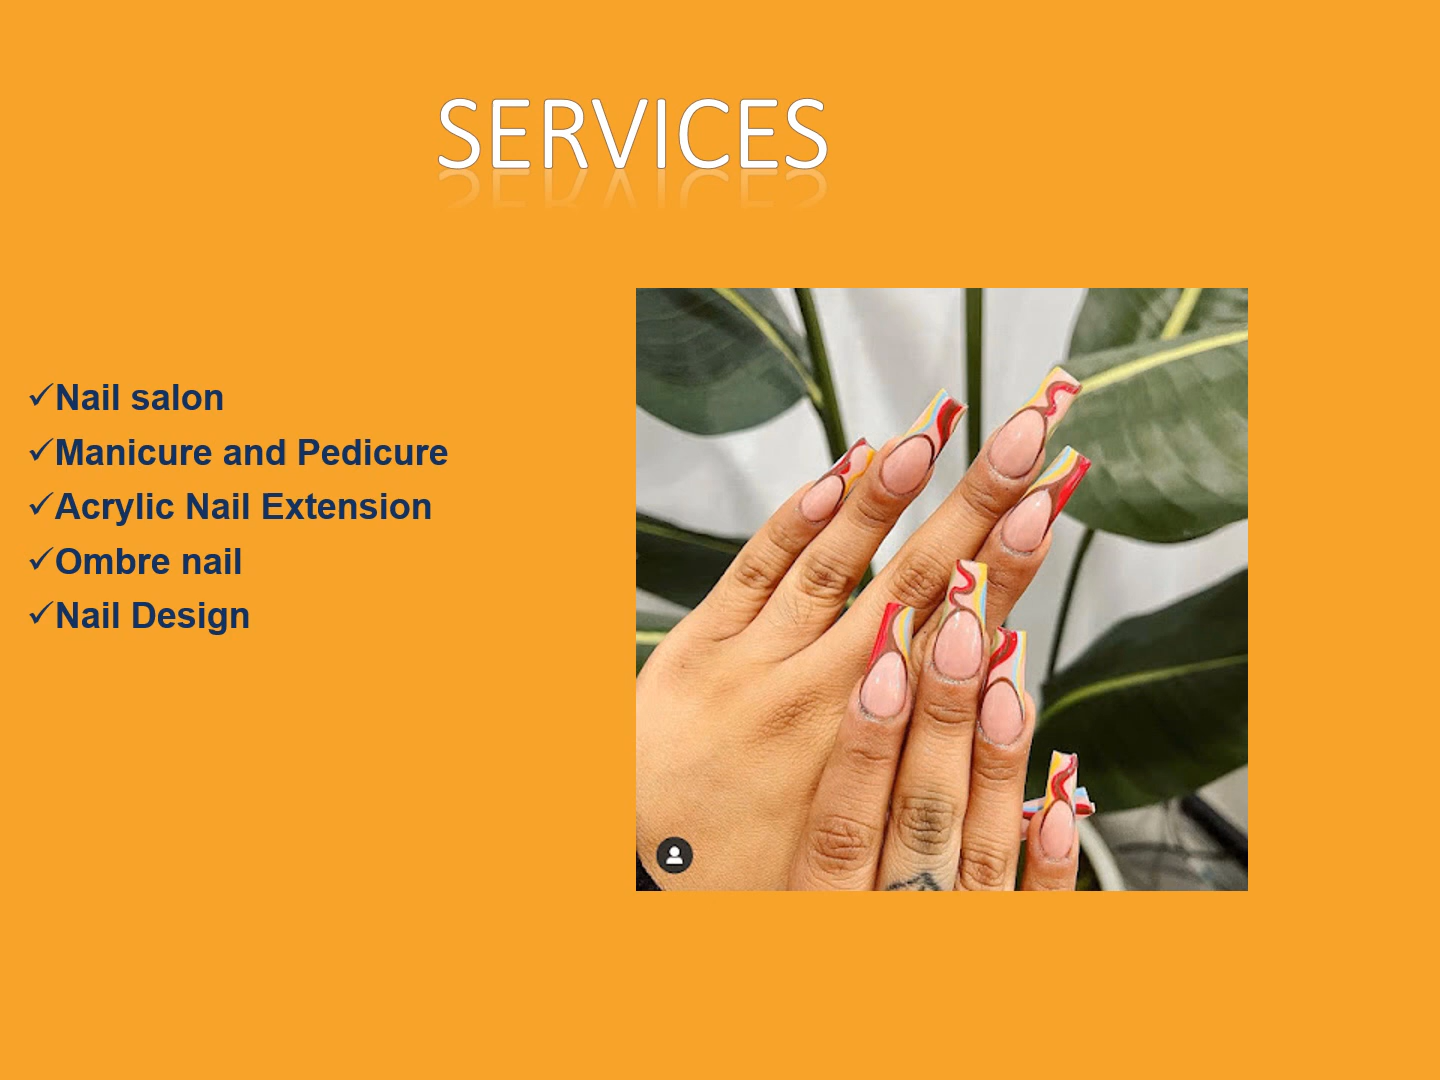 SERVICES
✓Nail salon
✓Manicure and Pedicure
✓Acrylic Nail Extension
✓Ombre nail
✓Nail Design